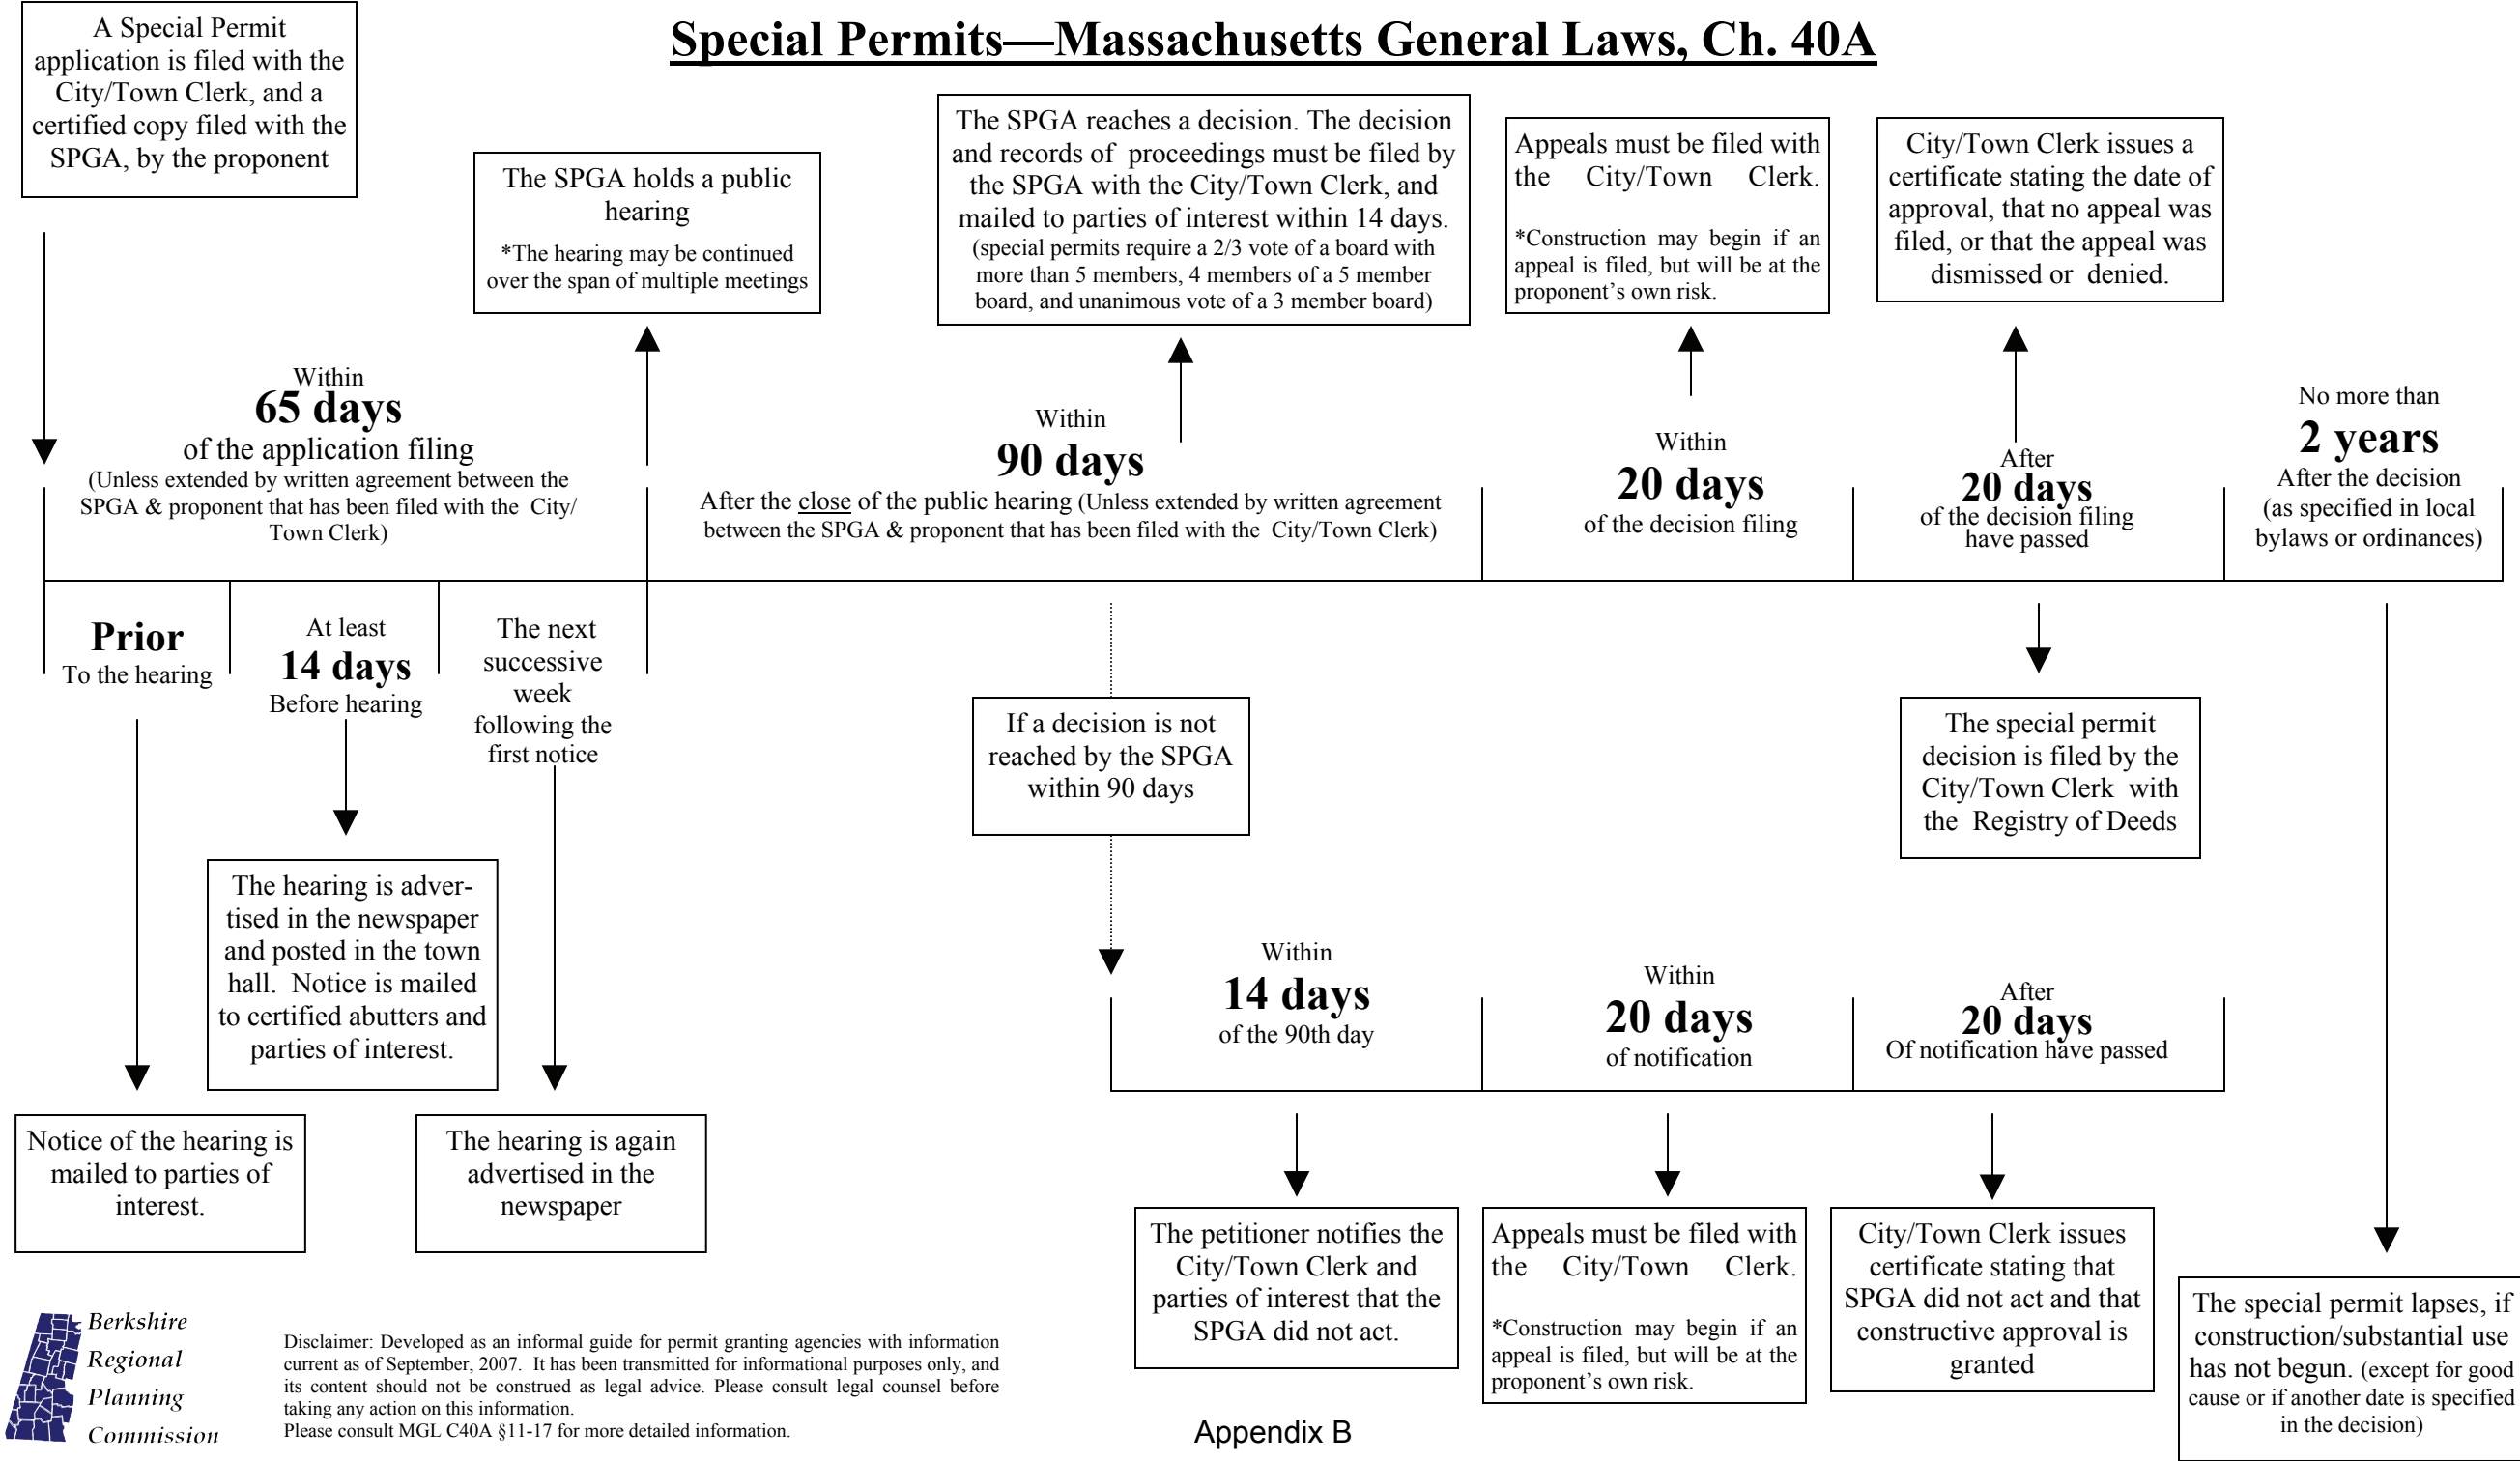 Special Permits—Massachusetts General Laws, Ch. 40A
A Special Permit
application is filed with the
City/Town Clerk, and a
certified copy filed with the
SPGA, by the proponent
The SPGA holds a public
hearing
*The hearing may be continued
over the span of multiple meetings
The SPGA reaches a decision. The decision
and records of proceedings must be filed by
the SPGA with the City/Town Clerk, and
mailed to parties of interest within 14 days.
(special permits require a 2/3 vote of a board with
more than 5 members, 4 members of a 5 member
board, and unanimous vote of a 3 member board)
Appeals must be filed with
the City/Town Clerk.
*Construction may begin if an
appeal is filed, but will be at the
proponent's own risk.
City/Town Clerk issues a
certificate stating the date of
approval, that no appeal was
filed, or that the appeal was
dismissed or denied.
Within
65 days
of the application filing
(Unless extended by written agreement between the
SPGA & proponent that has been filed with the City/
Town Clerk)
Within
90 days
After the close of the public hearing (Unless extended by written agreement
between the SPGA & proponent that has been filed with the City/Town Clerk)
Within
20 days
of the decision filing
After
20 days
of the decision filing
have passed
No more than
2 years
After the decision
(as specified in local
bylaws or ordinances)
Prior
To the hearing
At least
14 days
Before hearing
The next
successive
week
following the
first notice
If a decision is not
reached by the SPGA
within 90 days
The special permit
decision is filed by the
City/Town Clerk with
the Registry of Deeds
The hearing is adver-
tised in the newspaper
and posted in the town
hall. Notice is mailed
to certified abutters and
parties of interest.
Within
14 days
of the 90th day
Within
20 days
of notification
After
20 days
Of notification have passed
Notice of the hearing is
mailed to parties of
interest.
The hearing is again
advertised in the
newspaper
The petitioner notifies the
City/Town Clerk and
parties of interest that the
SPGA did not act.
Appeals must be filed with
the City/Town Clerk.
*Construction may begin if an
appeal is filed, but will be at the
proponent's own risk.
City/Town Clerk issues
certificate stating that
SPGA did not act and that
constructive approval is
granted
The special permit lapses, if
construction/substantial use
has not begun. (except for good
cause or if another date is specified
in the decision)
Berkshire
Regional
Planning
Commission
Disclaimer: Developed as an informal guide for permit granting agencies with information
current as of September, 2007. It has been transmitted for informational purposes only, and
its content should not be construed as legal advice. Please consult legal counsel before
taking any action on this information.
Please consult MGL C40A §11-17 for more detailed information.
Appendix B